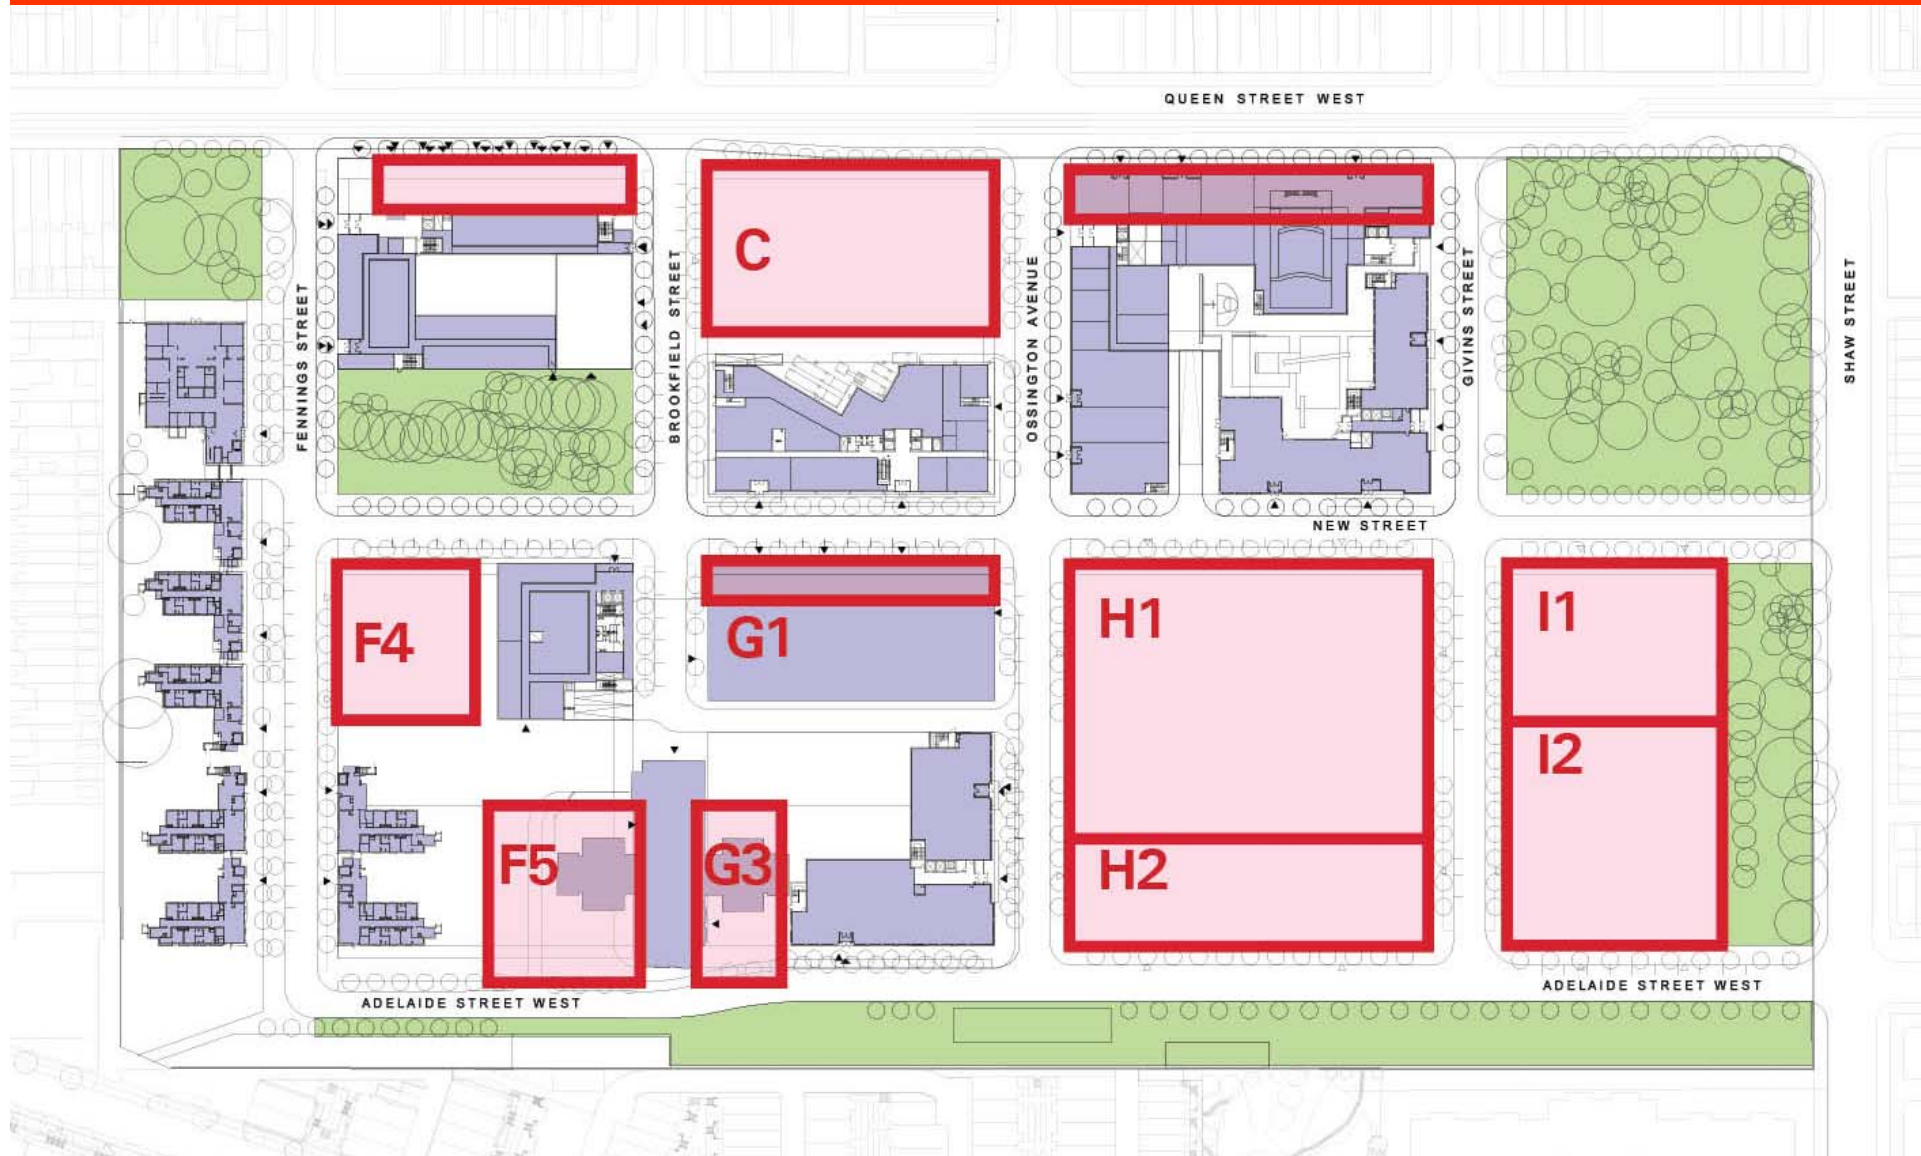 QUEEN STREET WEST
C
FENNINGS STREET
BROOKFIELD STREET
OSSINGTON AVENUE
GIVINS STREET
SHAW STREET
NEW STREET
F4
G1
H1
I1
I2
F5
G3
H2
ADELAIDE STREET WEST
ADELAIDE STREET WEST